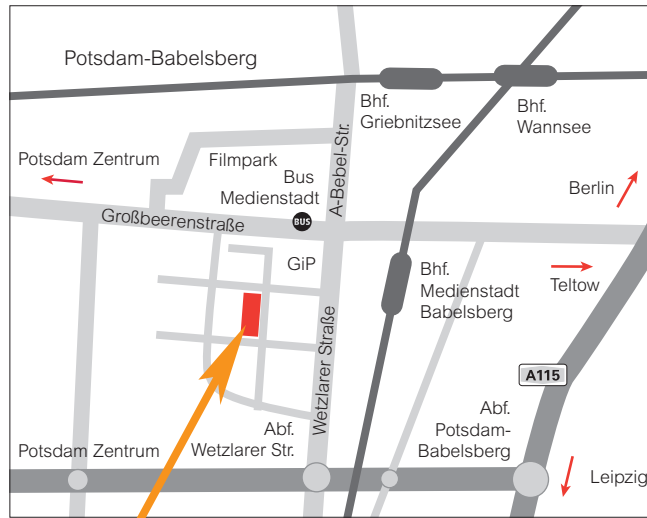 Potsdam-Babelsberg
Bhf.
Griebnitzsee
Bhf.
Wannsee
Potsdam Zentrum
Filmpark
Bus
Medienstadt
A-Bebel-Str.
Berlin
Großbeerenstraße
BUS
GiP
Bhf.
Medienstadt
Babelsberg
Teltow
Wetzlarer Straße
A115
Abf.
Potsdam-
Babelsberg
Abf.
Wetzlarer Str.
Potsdam Zentrum
Leipzig